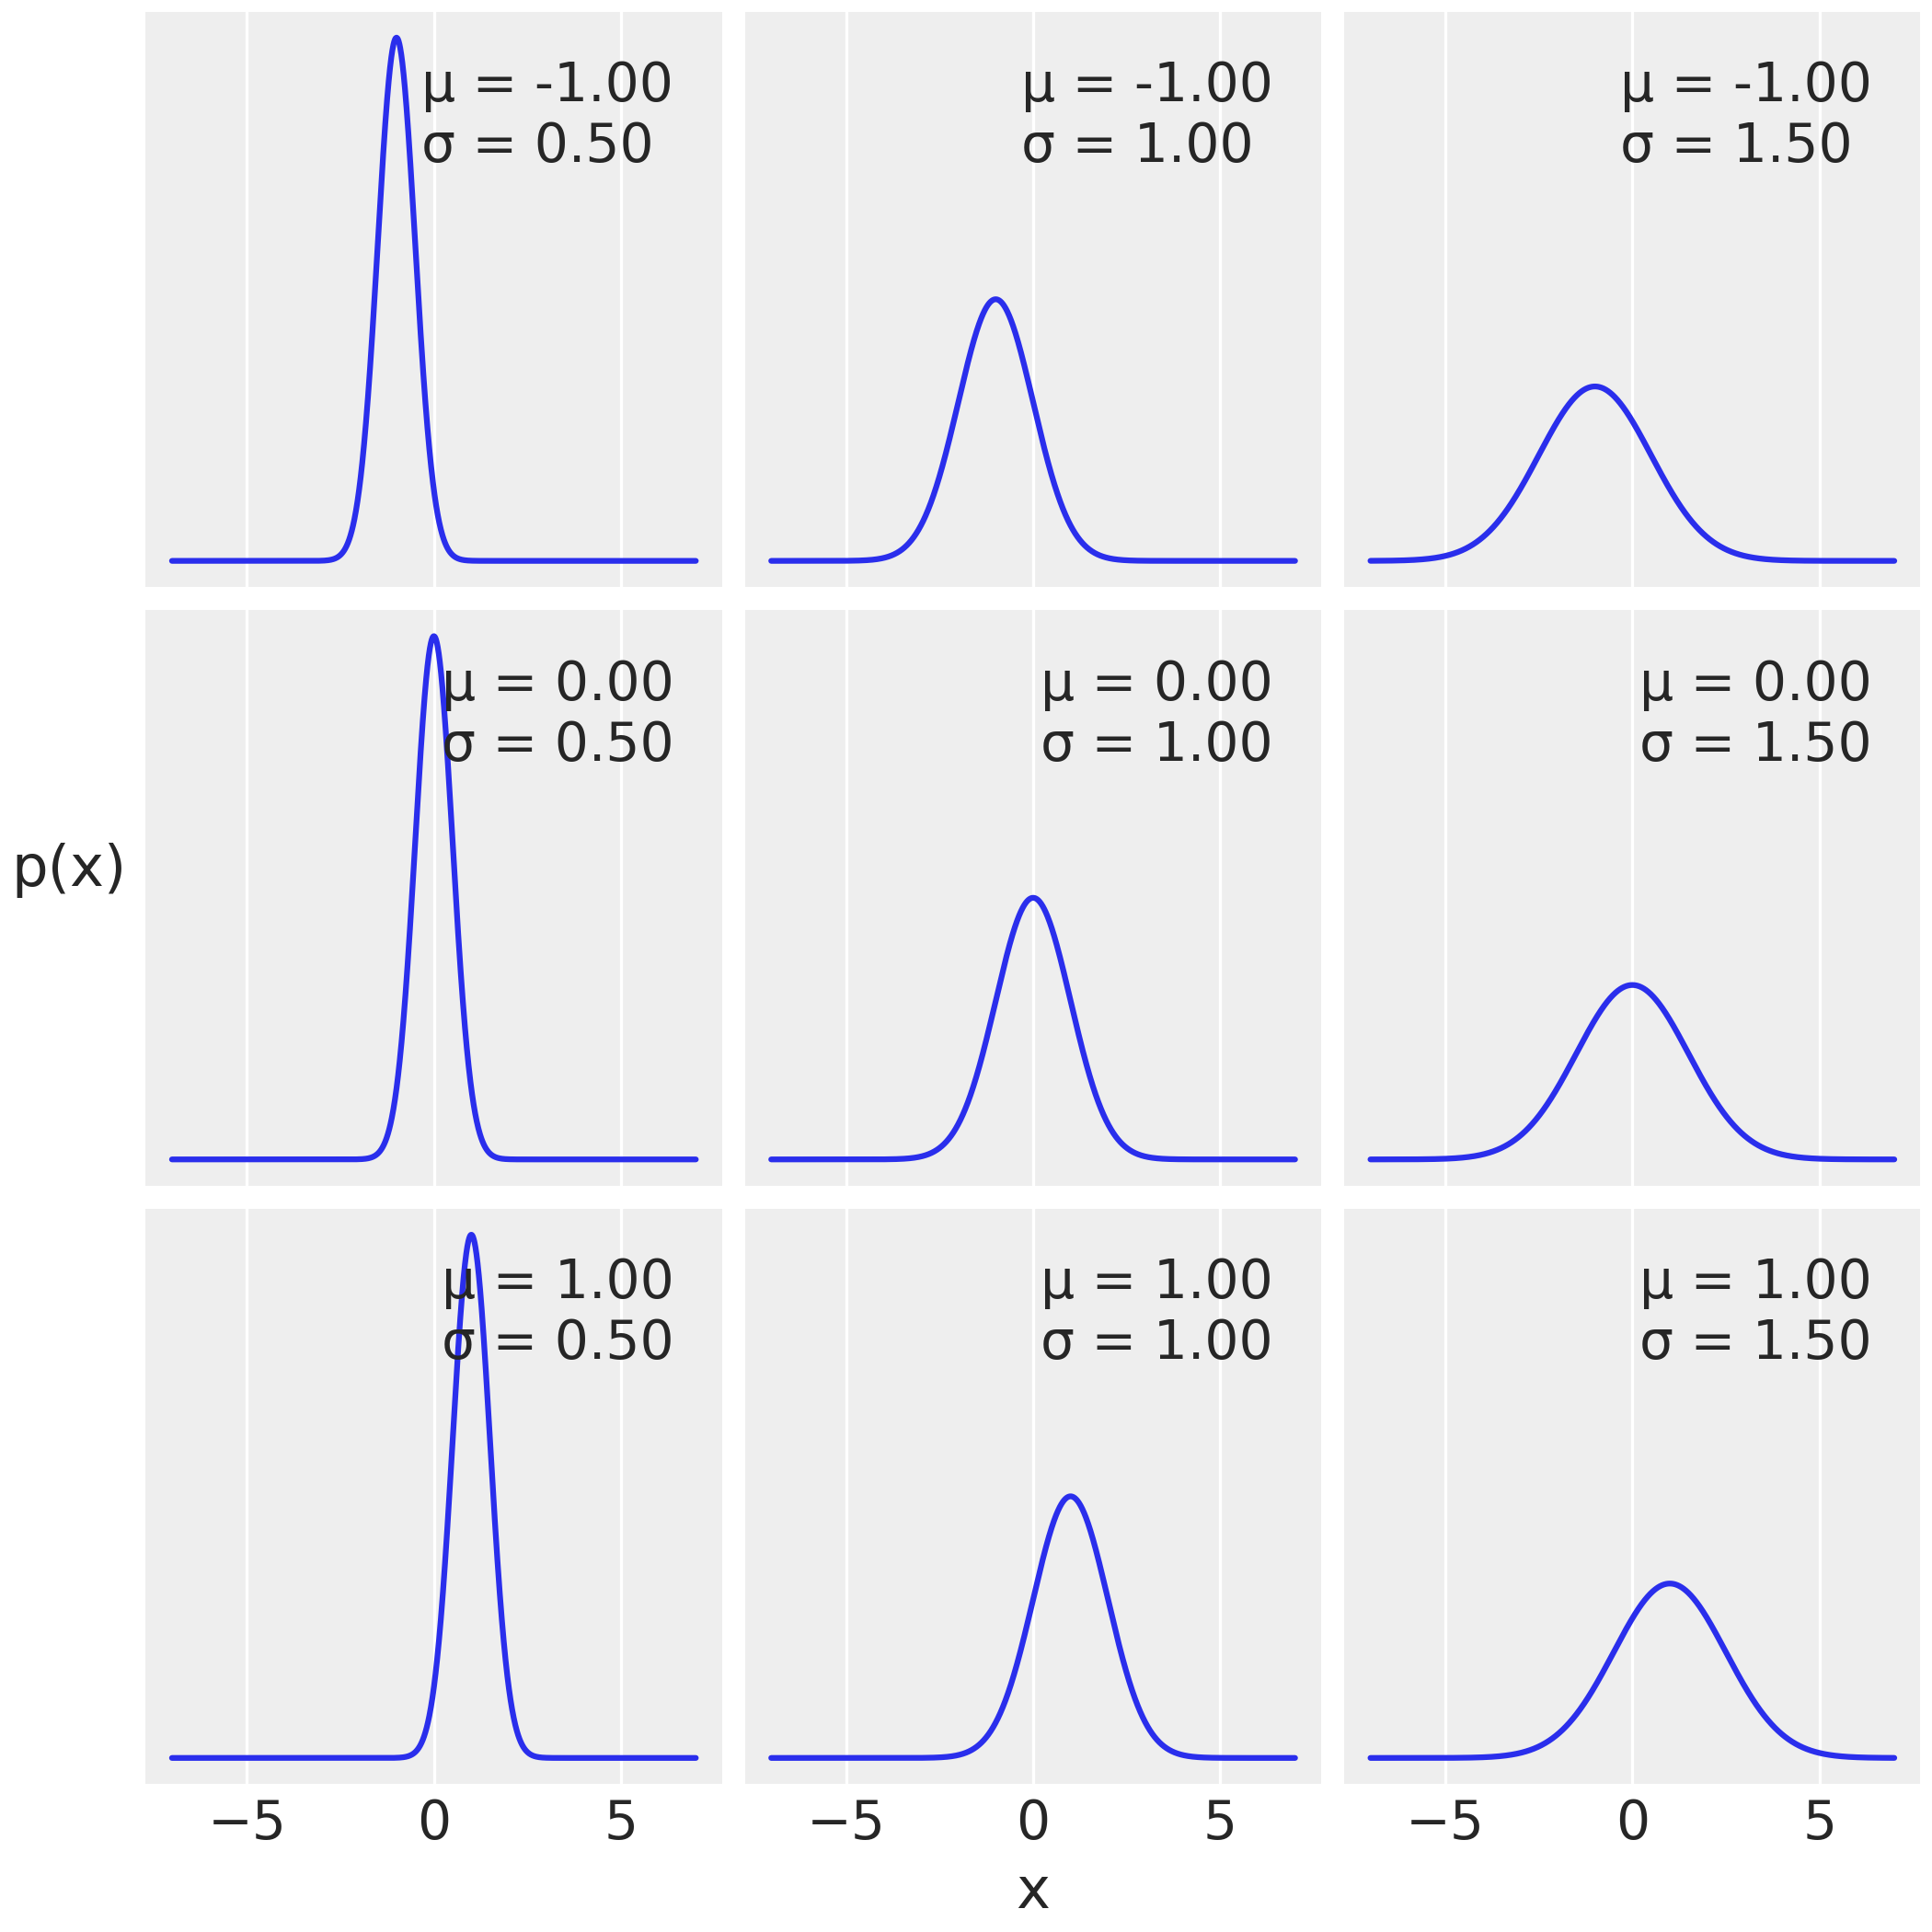 μ = -1.00
σ = 0.50
μ = -1.00
σ = 1.00
μ = -1.00
σ = 1.50
μ = 0.00
σ = 0.50
μ = 0.00
σ = 1.00
μ = 0.00
σ = 1.50
p(x)
μ = 1.00
σ = 0.50
μ = 1.00
σ = 1.00
μ = 1.00
σ = 1.50
−5 0 5 −5 0 5 −5 0 5
x